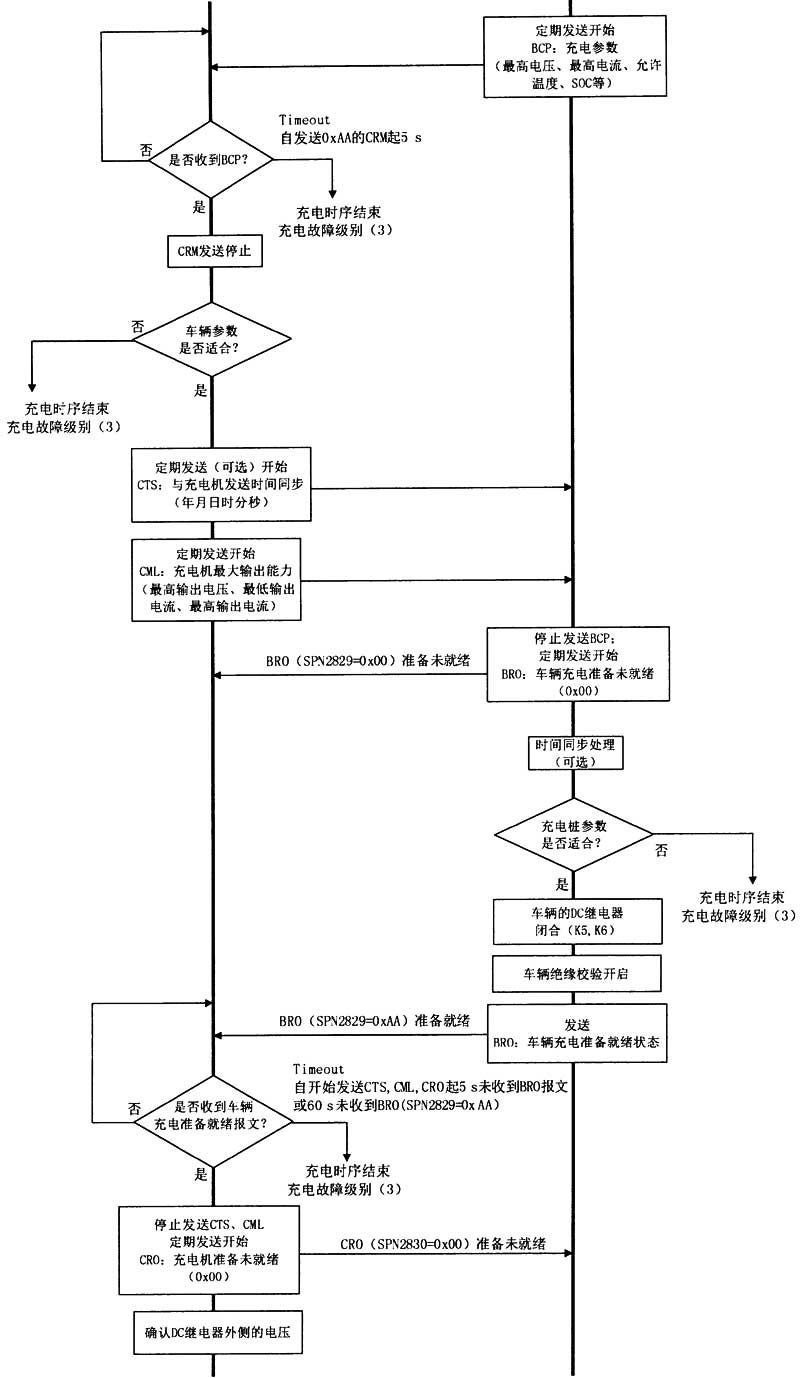 定期发送开始
BCP：充电参数
（最高电压、最高电流、允许
温度、SOC等）
Timeout
自发送0xAA的CRM起5 s
否
是否收到BCP？
是
充电时序结束
充电故障级别（3）
CRM发送停止
否
车辆参数
是否适合？
是
充电时序结束
充电故障级别（3）
定期发送（可选）开始
CTS：与充电机发送时间同步
（年月日时分秒）
定期发送开始
CML：充电机最大输出能力
（最高输出电压、最低输出
电流、最高输出电流）
停止发送BCP；
定期发送开始
BRO：车辆充电准备未就绪
（0x00）
BRO（SPN2829=0x00）准备未就绪
时间同步处理
（可选）
充电桩参数
是否适合？
否
是
充电时序结束
充电故障级别（3）
车辆的DC继电器
闭合（K5,K6）
车辆绝缘校验开启
发送
BRO：车辆充电准备就绪状态
BRO（SPN2829=0xAA）准备就绪
Timeout
自开始发送CTS,CML,CRO起5 s未收到BRO报文
或60 s未收到BRO(SPN2829=0xAA)
否
是否收到车辆
充电准备就绪报文？
是
充电时序结束
充电故障级别（3）
停止发送CTS、CML
定期发送开始
CRO：充电机准备未就绪
（0x00）
CRO（SPN2830=0x00）准备未就绪
确认DC继电器外侧的电压